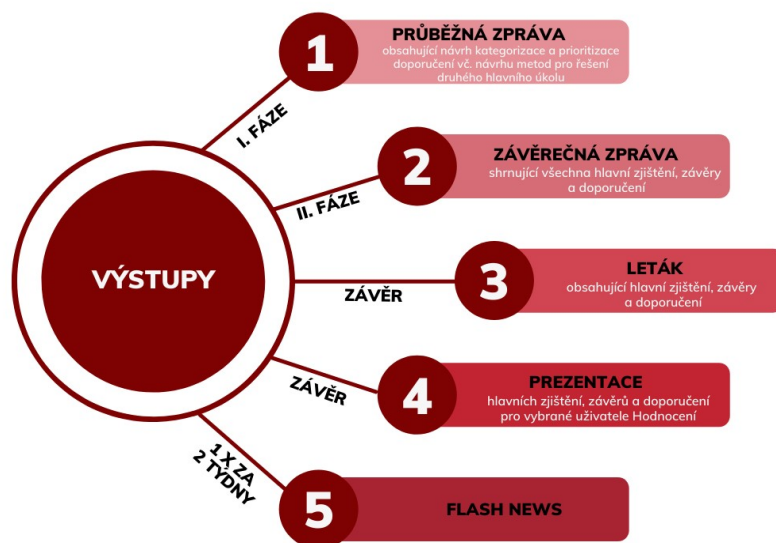 1
PRŮBĚŽNÁ ZPRÁVA
obsahující návrh kategorizace a prioritizace
doporučení vč. návrhu metod pro řešení
druhého hlavního úkolu
I. FÁZE
2
ZÁVĚREČNÁ ZPRÁVA
shrnující všechna hlavní zjištění, závěry
a doporučení
II. FÁZE
VÝSTUPY
ZÁVĚR
3
LETÁK
obsahující hlavní zjištění, závěry
a doporučení
ZÁVĚR
4
PREZENTACE
hlavních zjištění, závěrů a doporučení
pro vybrané uživatele Hodnocení
1 X ZA
2 TÝDNY
5
FLASH NEWS